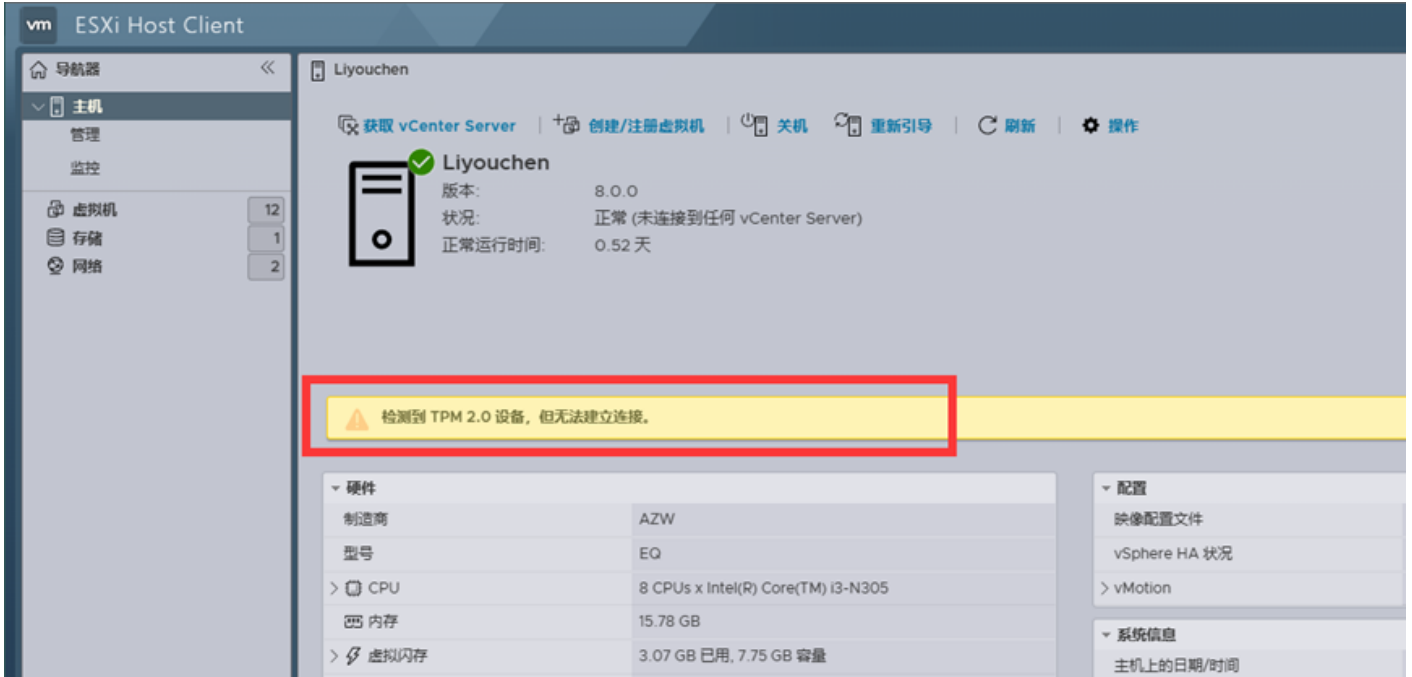 vm ESXi Host Client
导航器
主机
管理
监控
虚拟机 12
存储 1
网络 2
Liyouchen
获取 vCenter Server 创建/注册虚拟机 关机 重新引导 刷新 操作
Liyouchen
版本: 8.0.0
状况: 正常 (未连接到任何 vCenter Server)
正常运行时间: 0.52 天
检测到 TPM 2.0 设备，但无法建立连接。
硬件
制造商 AZW
型号 EQ
CPU 8 CPUs x Intel(R) Core(TM) i3-N305
内存 15.78 GB
虚拟闪存 3.07 GB 已用, 7.75 GB 容量
配置
映像配置文件
vSphere HA 状况
vMotion
系统信息
主机上的日期/时间